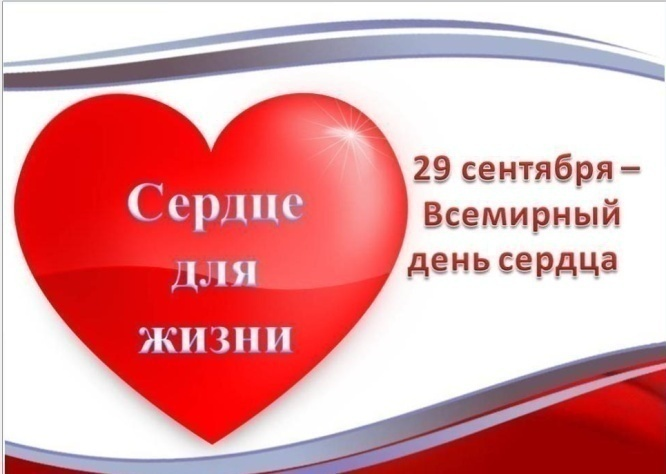 Сердце
для
жизни
29 сентября –
Всемирный
день сердца